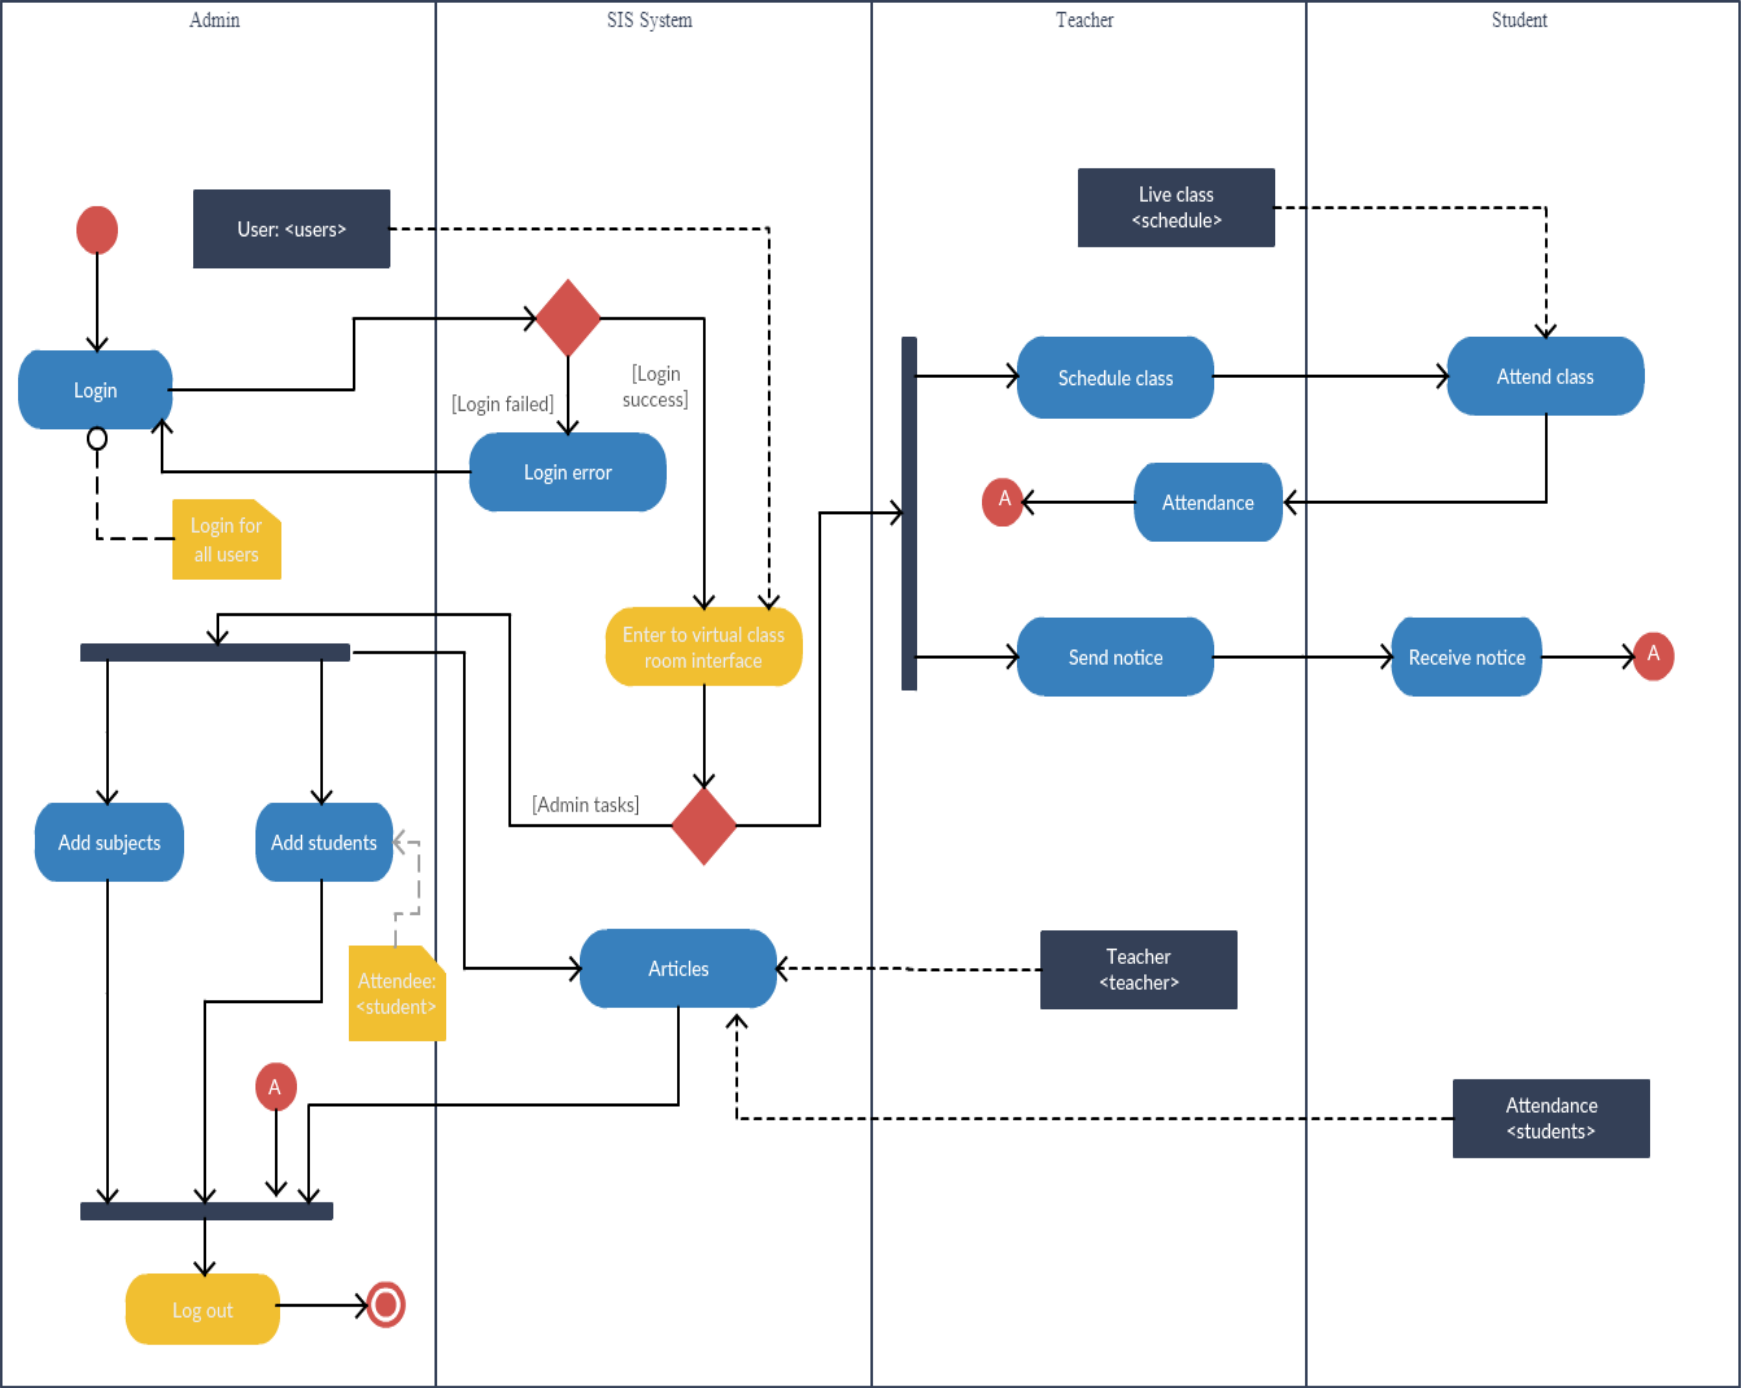 Admin
SIS System
Teacher
Student
User: <users>
Live class
<schedule>
Login
[Login failed]
[Login
success]
Login error
Login for
all users
Schedule class
Attend class
A
Attendance
Enter to virtual class
room interface
Send notice
Receive notice
A
[Admin tasks]
Add subjects
Add students
Attendee:
<student>
Articles
Teacher
<teacher>
A
Attendance
<students>
Log out